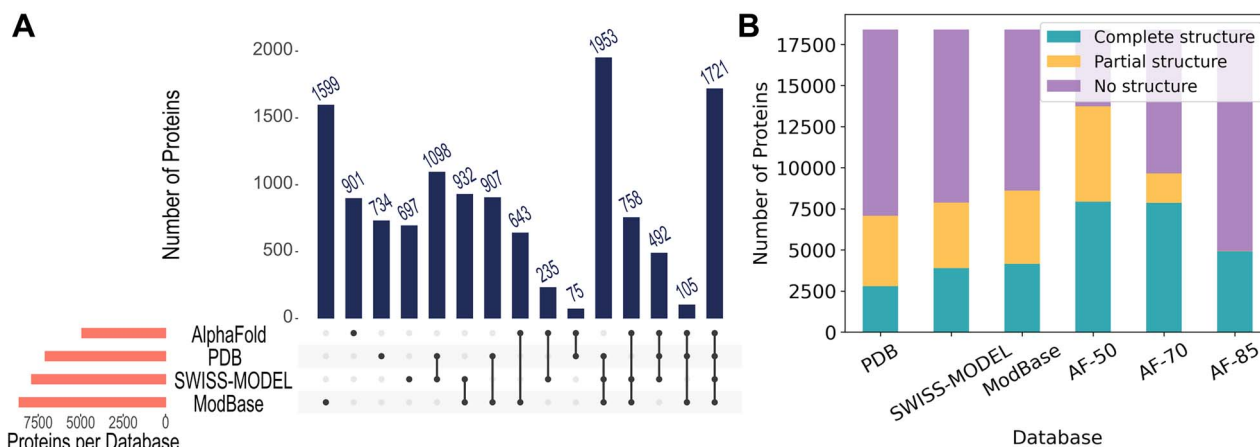 A
Number of Proteins
2000
1500
1000
500
0
1599
901
734
697
1098
932
907
643
235
75
1953
758
492
105
1721
AlphaFold
PDB
SWISS-MODEL
ModBase
7500 5000 2500 0
Proteins per Database
B
Complete structure
Partial structure
No structure
Number of Proteins
17500
15000
12500
10000
7500
5000
2500
0
PDB
SWISS-MODEL
ModBase
AF-50
AF-70
AF-85
Database